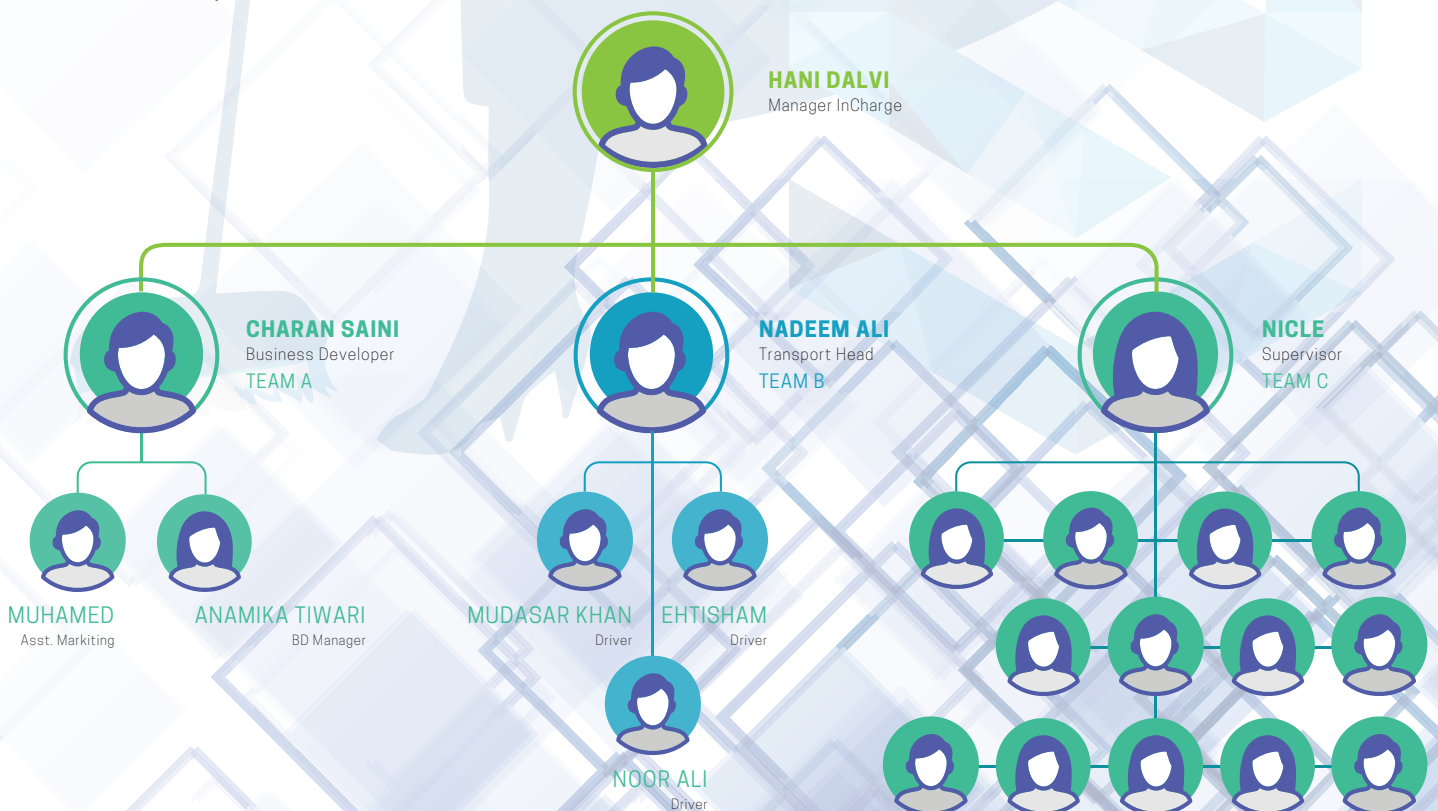 HANI DALVI
Manager InCharge
CHARAN SAINI
Business Developer
TEAM A
NADEEM ALI
Transport Head
TEAM B
NICLE
Supervisor
TEAM C
MUHAMED
Asst. Markiting
ANAMIKA TIWARI
BD Manager
MUDASAR KHAN
Driver
EHTISHAM
Driver
NOOR ALI
Driver